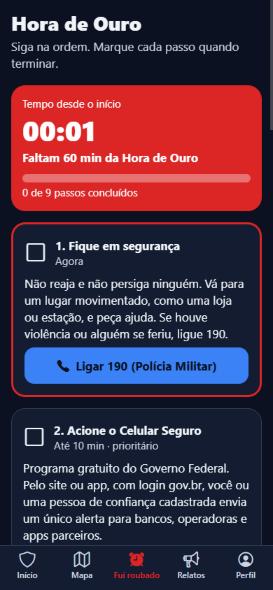 Hora de Ouro
Siga na ordem. Marque cada passo quando
terminar.
Tempo desde o início
00:01
Faltam 60 min da Hora de Ouro
0 de 9 passos concluídos
1. Fique em segurança
Agora
Não reaja e não persiga ninguém. Vá para
um lugar movimentado, como uma loja
ou estação, e peça ajuda. Se houve
violência ou alguém se feriu, ligue 190.
Ligar 190 (Polícia Militar)
2. Acione o Celular Seguro
Até 10 min · prioritário
Programa gratuito do Governo Federal.
Pelo site ou app, com login gov.br, você ou
uma pessoa de confiança cadastrada envia
um único alerta para bancos, operadoras e
apps parceiros.
Início
Mapa
Fui roubado
Relatos
Perfil